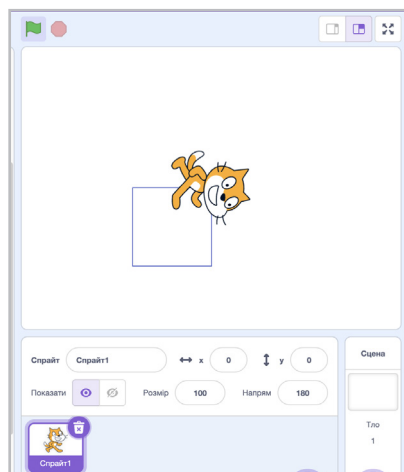 Спрайт Спрайт1 x 0 y 0
Показати Розмір 100 Напрям 180
Сцена
Тло
1
Спрайт1